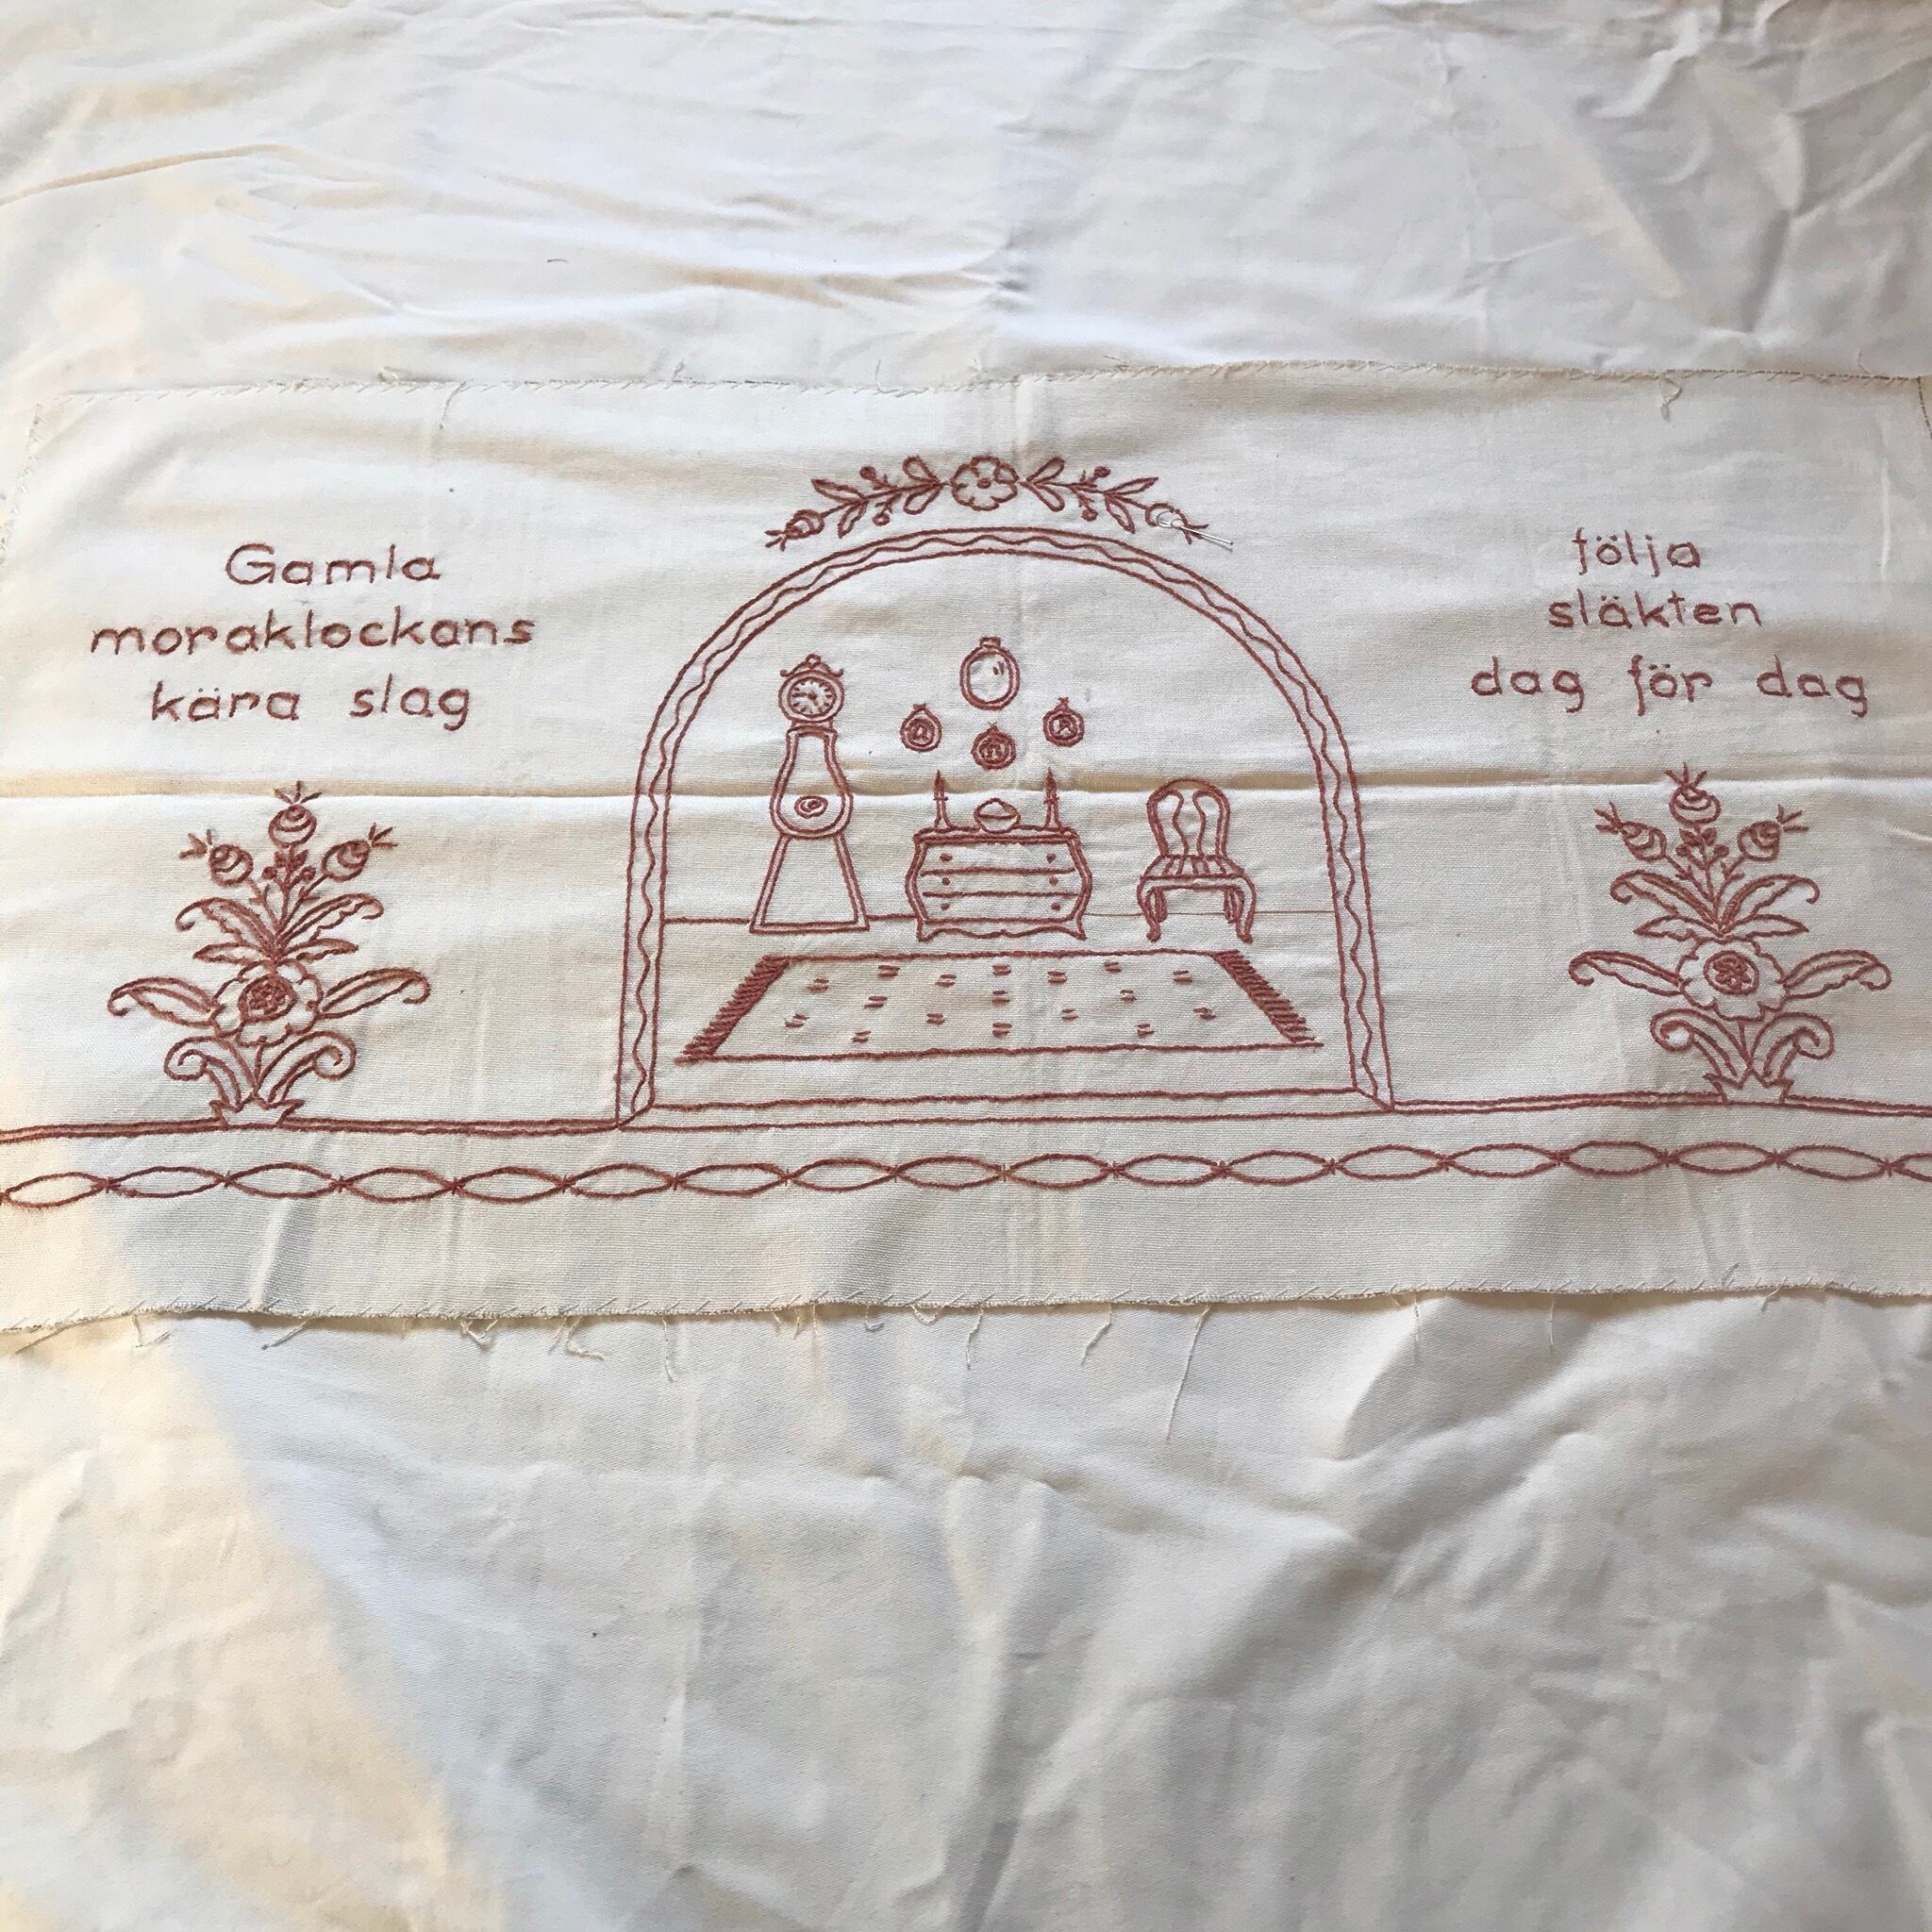 Gamla
moraklockans
kära slag
följa
släkten
dag för dag